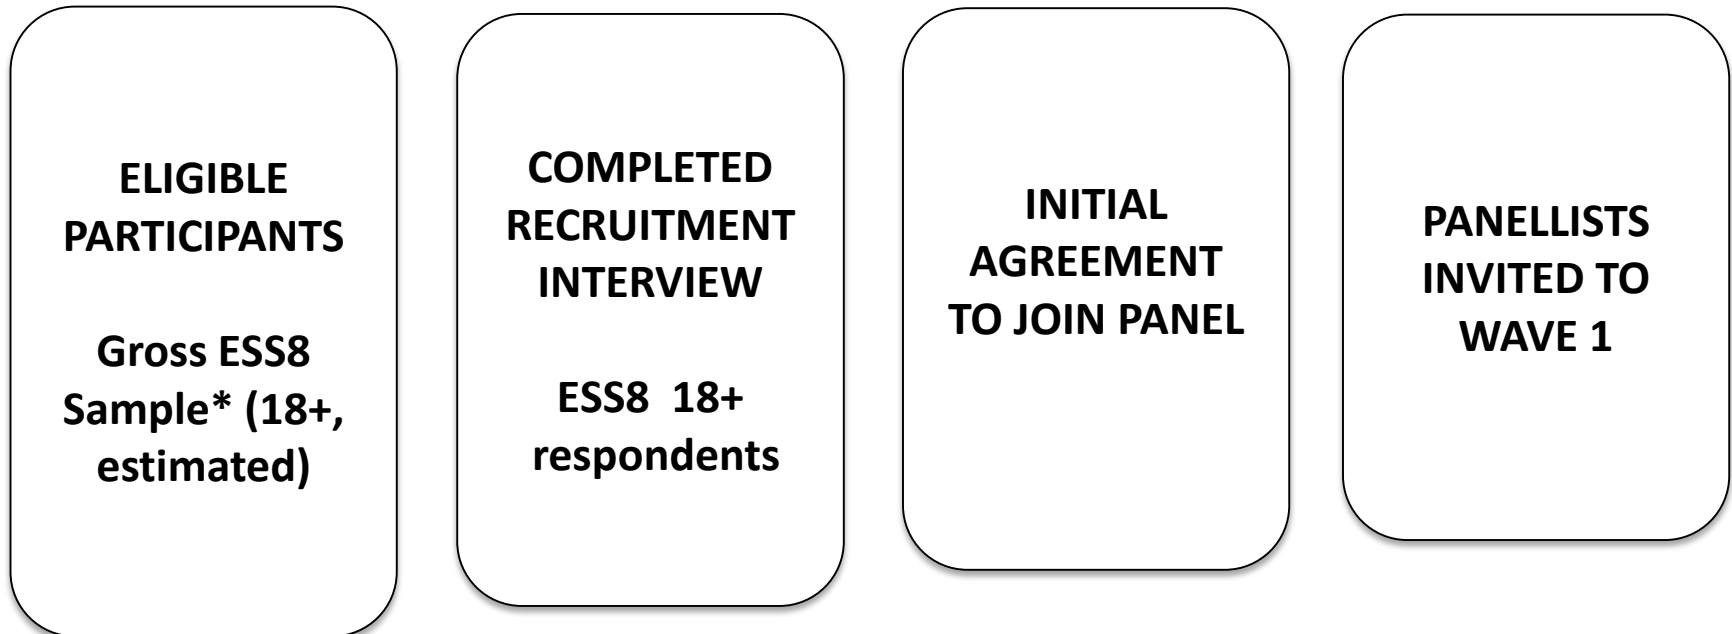 ELIGIBLE
PARTICIPANTS
Gross ESS8
Sample* (18+,
estimated)
COMPLETED
RECRUITMENT
INTERVIEW
ESS8 18+
respondents
INITIAL
AGREEMENT
TO JOIN PANEL
PANELLISTS
INVITED TO
WAVE 1